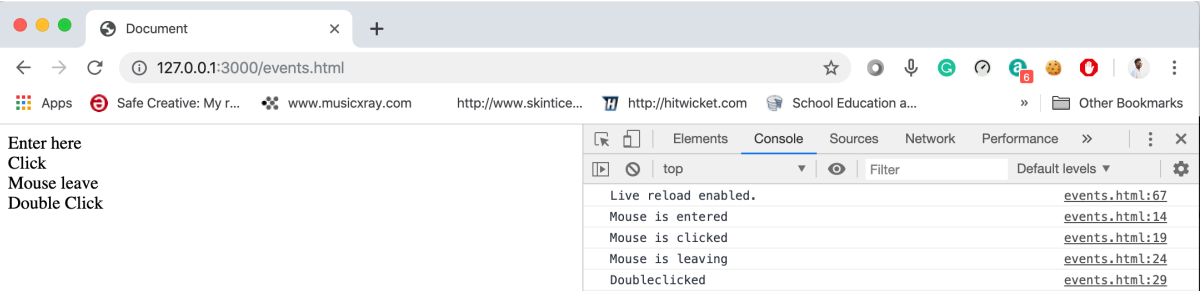 Document
127.0.0.1:3000/events.html
6
Apps Safe Creative: My r... www.musicxray.com http://www.skintice... H http://hitwicket.com School Education a... » Other Bookmarks
Enter here
Click
Mouse leave
Double Click
Elements Console Sources Network Performance »
top Filter Default levels
Live reload enabled. events.html:67
Mouse is entered events.html:14
Mouse is clicked events.html:19
Mouse is leaving events.html:24
Doubleclicked events.html:29